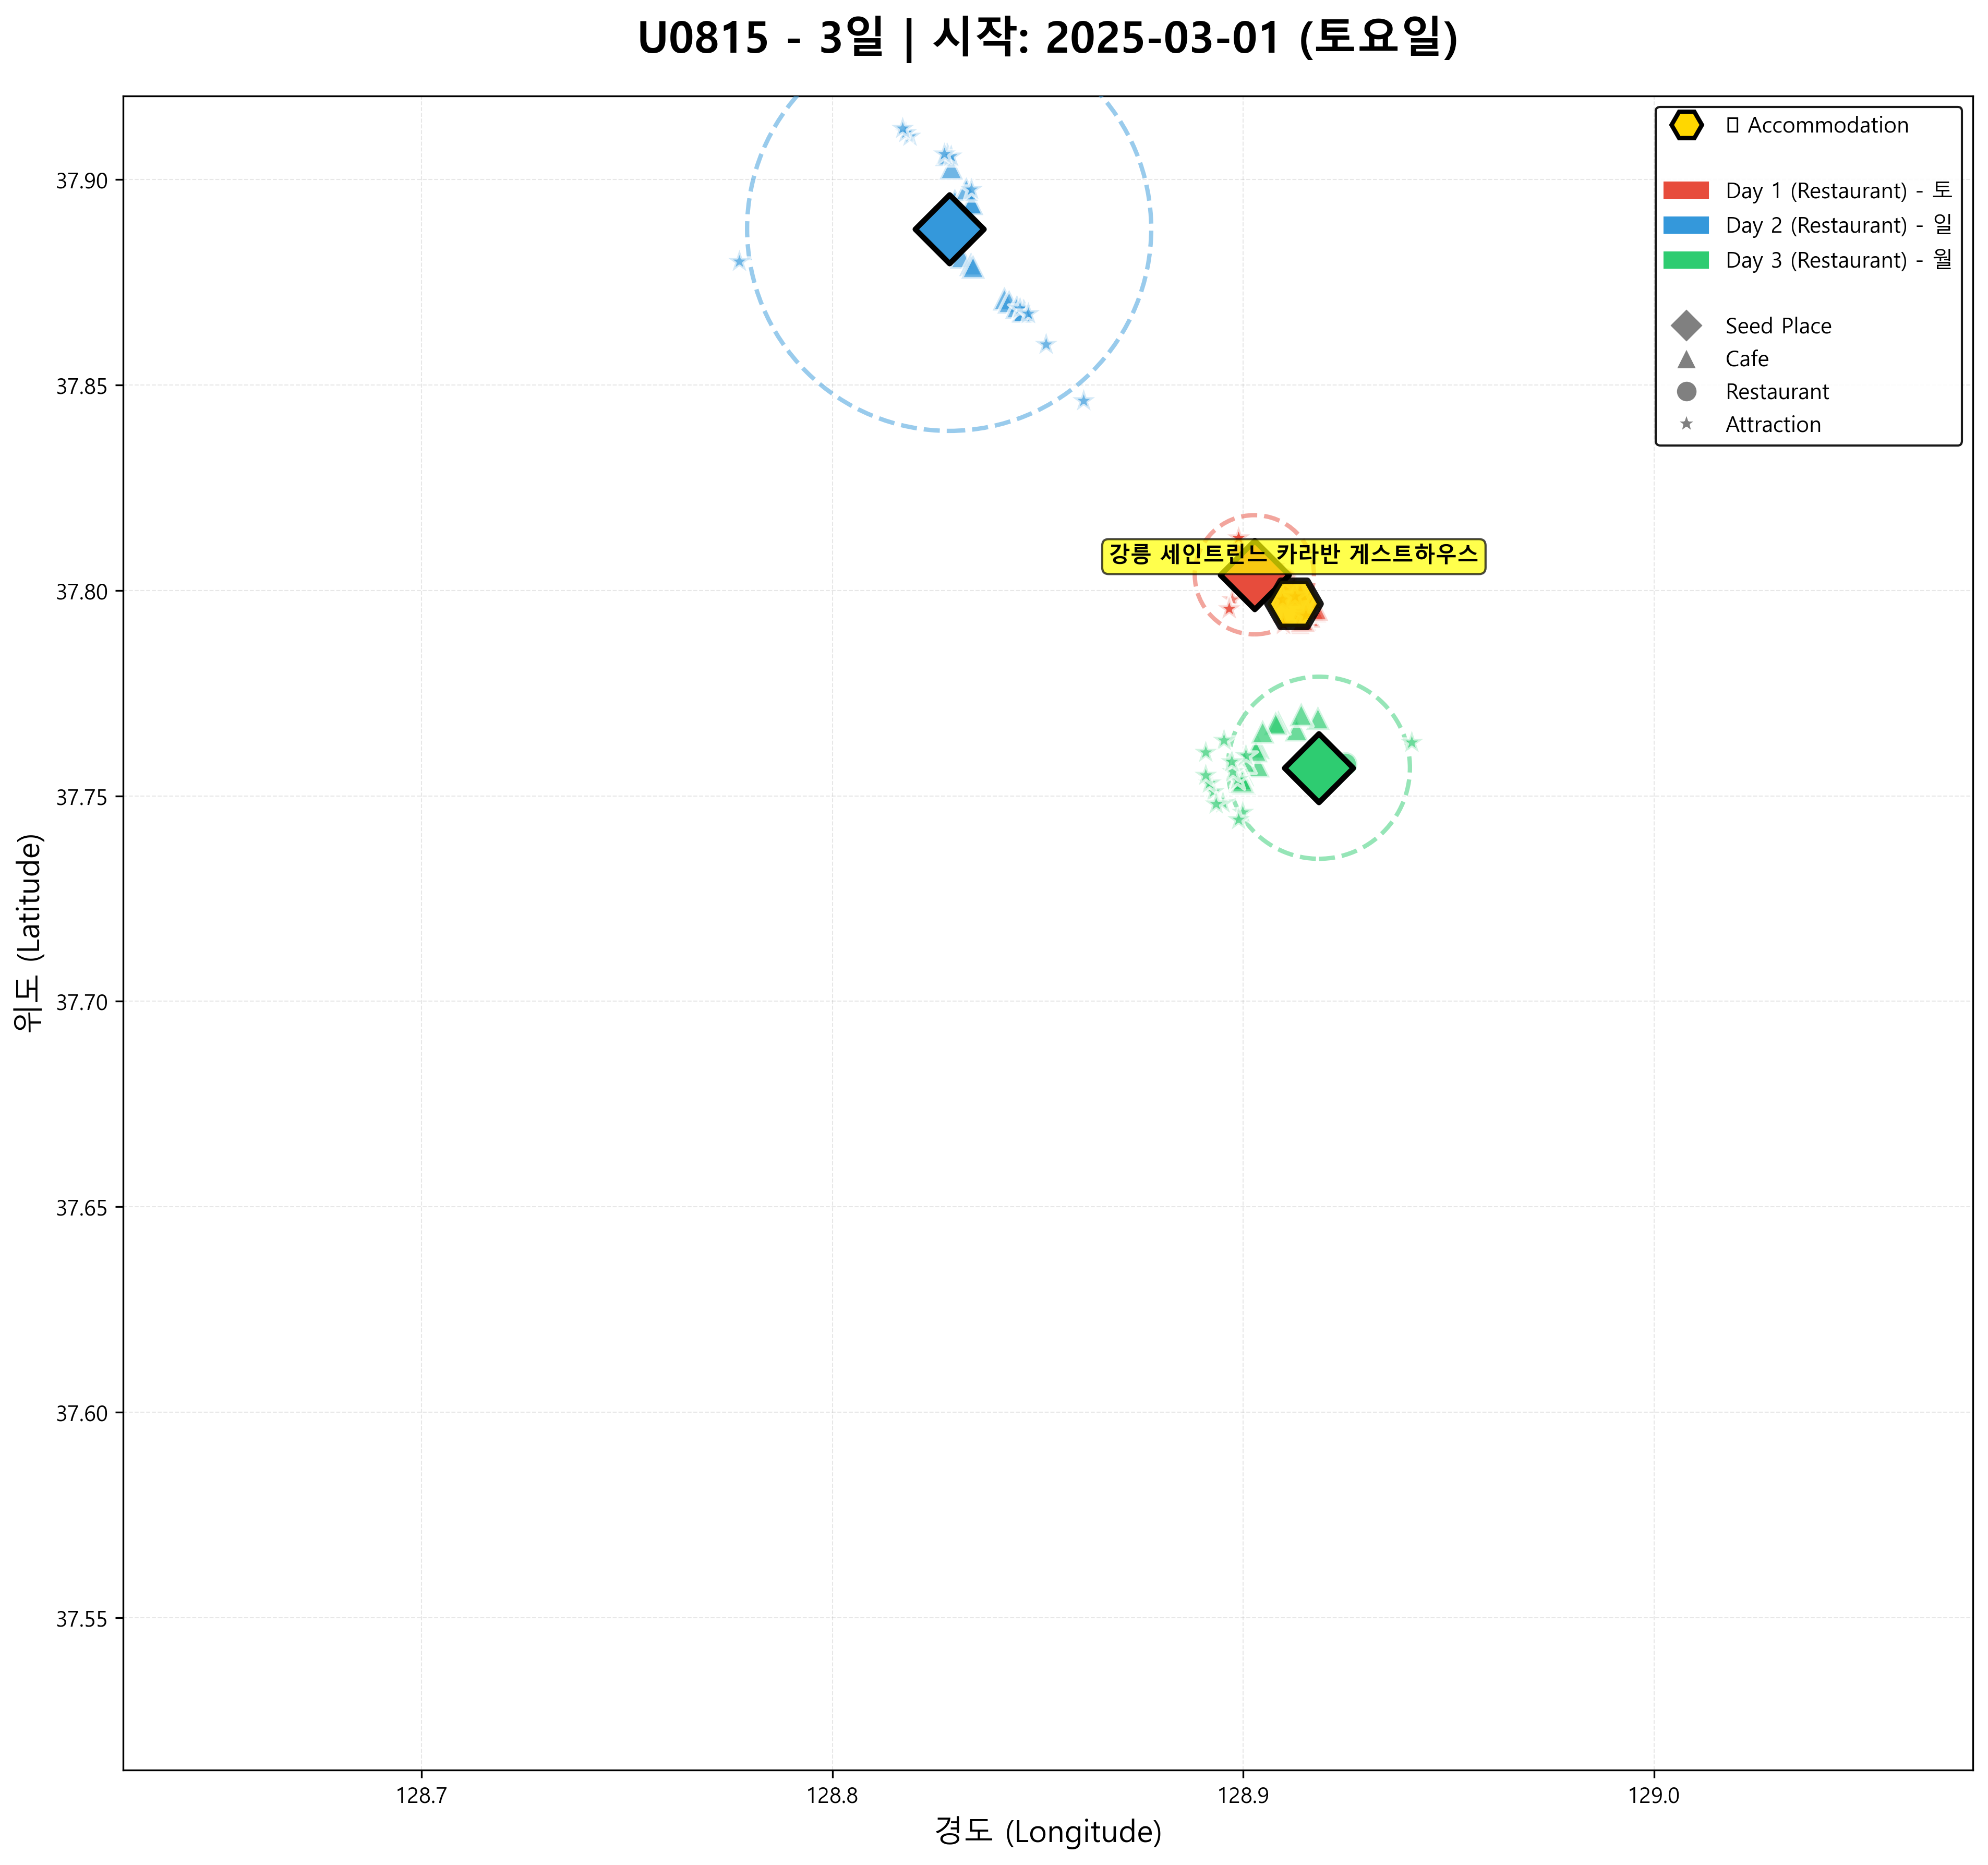 U0815 - 3일 | 시작: 2025-03-01 (토요일)
Accommodation
Day 1 (Restaurant) - 토
Day 2 (Restaurant) - 일
Day 3 (Restaurant) - 월
Seed Place
Cafe
Restaurant
Attraction
강릉 세인트린느 카라반 게스트하우스
위도 (Latitude)
37.90
37.85
37.80
37.75
37.70
37.65
37.60
37.55
128.7
128.8
128.9
129.0
경도 (Longitude)